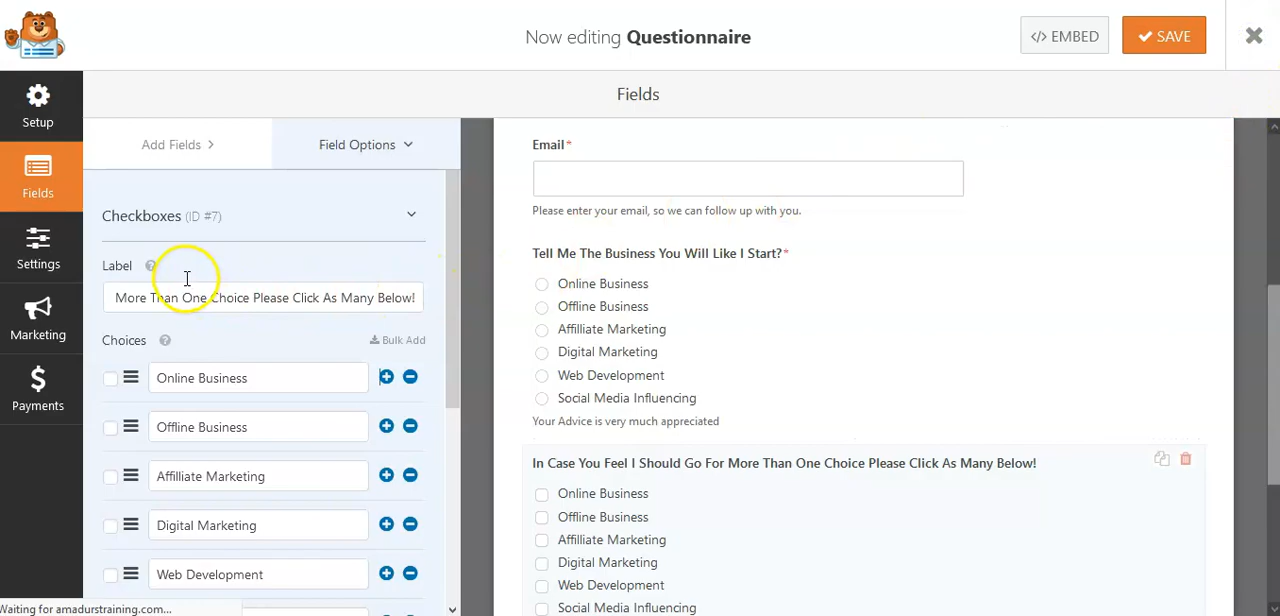 Now editing Questionnaire
</> EMBED
SAVE
Setup
Fields
Settings
Marketing
Payments
Fields
Add Fields
Field Options
Checkboxes (ID #7)
Label
More Than One Choice Please Click As Many Below!
Choices
Bulk Add
Online Business
Offline Business
Affilliate Marketing
Digital Marketing
Web Development
Waiting for amadurstraining.com...
Email*
Please enter your email, so we can follow up with you.
Tell Me The Business You Will Like I Start?*
Online Business
Offline Business
Affilliate Marketing
Digital Marketing
Web Development
Social Media Influencing
Your Advice is very much appreciated
In Case You Feel I Should Go For More Than One Choice Please Click As Many Below!
Online Business
Offline Business
Affilliate Marketing
Digital Marketing
Web Development
Social Media Influencing